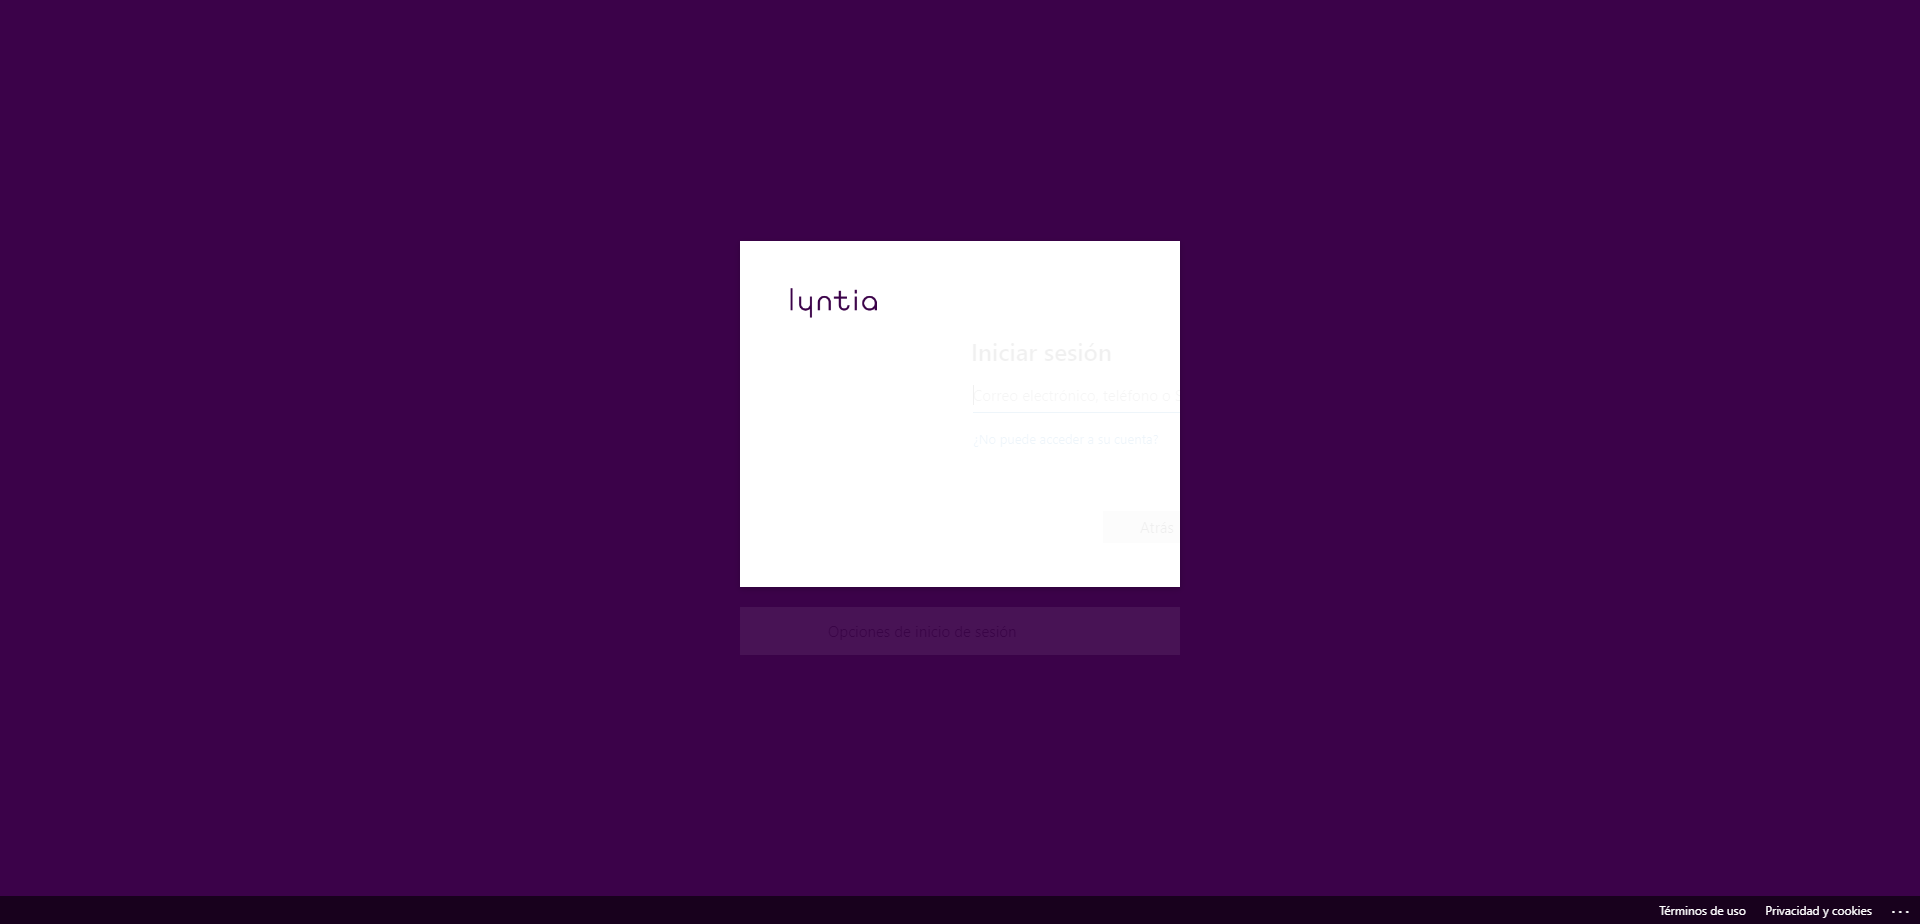 lyntia
Iniciar sesión
Correo electrónico, teléfono o
¿No puede acceder a su cuenta?
Atrás
Opciones de inicio de sesión
Términos de uso Privacidad y cookies ...